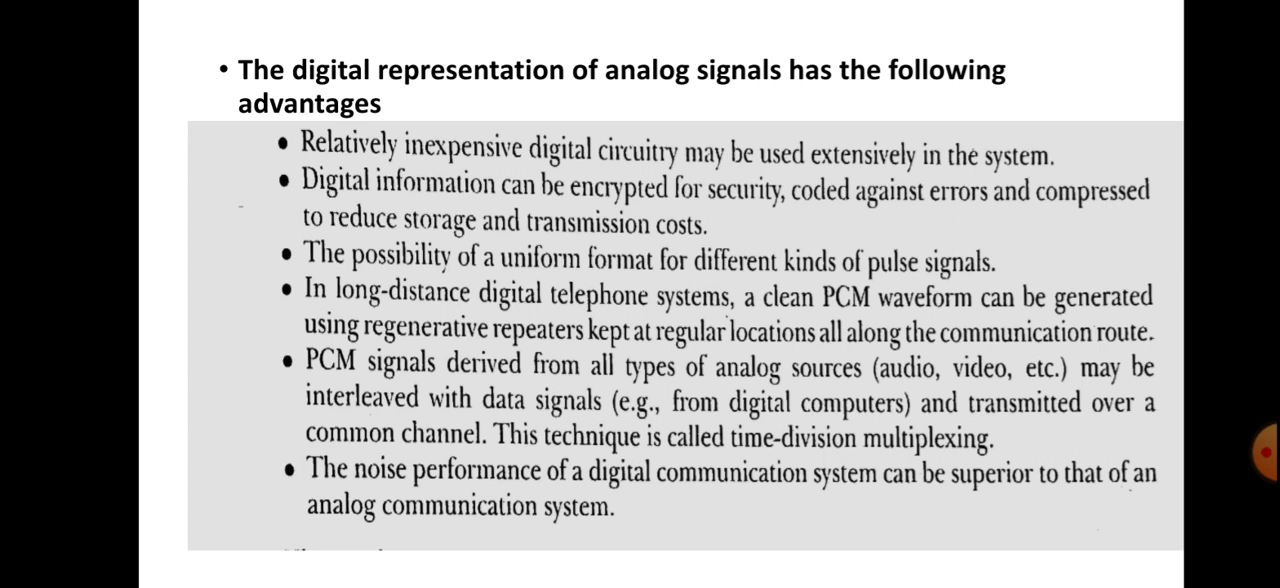 • The digital representation of analog signals has the following
advantages
• Relatively inexpensive digital circuitry may be used extensively in the system.
• Digital information can be encrypted for security, coded against errors and compressed
to reduce storage and transmission costs.
• The possibility of a uniform format for different kinds of pulse signals.
• In long-distance digital telephone systems, a clean PCM waveform can be generated
using regenerative repeaters kept at regular locations all along the communication route.
• PCM signals derived from all types of analog sources (audio, video, etc.) may be
interleaved with data signals (e.g., from digital computers) and transmitted over a
common channel. This technique is called time-division multiplexing.
• The noise performance of a digital communication system can be superior to that of an
analog communication system.